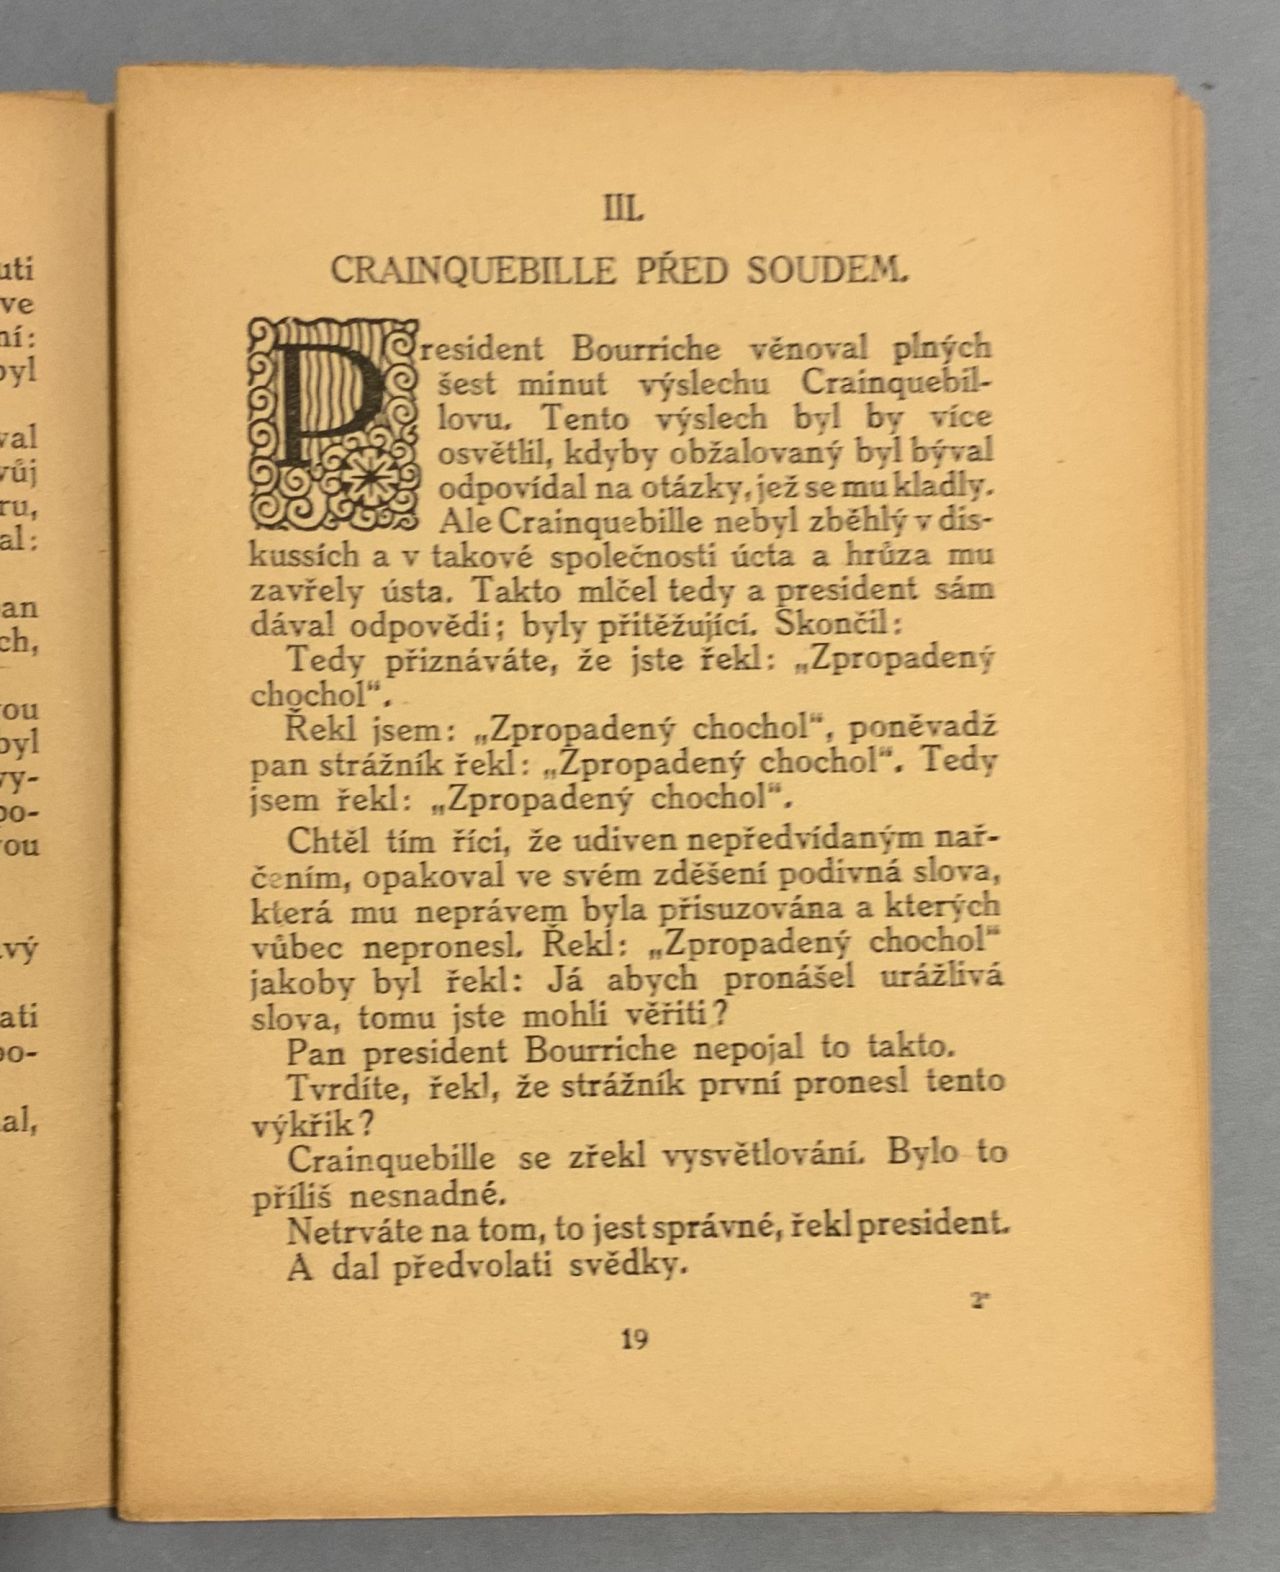 III.
CRAINQUEBILLE PŘED SOUDEM.
President Bourriche věnoval plných
šest minut výslechu Crainquebil-
lovu. Tento výslech byl by více
osvětlil, kdyby obžalovaný byl býval
odpovídal na otázky, jež se mu kladly.
Ale Crainquebille nebyl zběhlý v dis-
kussích a v takové společnosti úcta a hrůza mu
zavřely ústa. Takto mlčel tedy a president sám
dával odpovědi; byly přitěžující. Skončil:
Tedy přiznáváte, že jste řekl: „Zpropadený
chochol“.
Řekl jsem: „Zpropadený chochol“, poněvadž
pan strážník řekl: „Zpropadený chochol“. Tedy
jsem řekl: „Zpropadený chochol“.
Chtěl tím říci, že udiven nepředvídaným nař-
čením, opakoval ve svém zděšení podivná slova,
která mu neprávem byla přisuzována a kterých
vůbec nepronesl. Řekl: „Zpropadený chochol“
jakoby byl řekl: Já abych pronášel urážlivá
slova, tomu jste mohli věřiti?
Pan president Bourriche nepojal to takto.
Tvrdíte, řekl, že strážník první pronesl tento
výkřik?
Crainquebille se zřekl vysvětlování. Bylo to
příliš nesnadné.
Netrváte na tom, to jest správné, řekl president.
A dal předvolati svědky.
2*
19